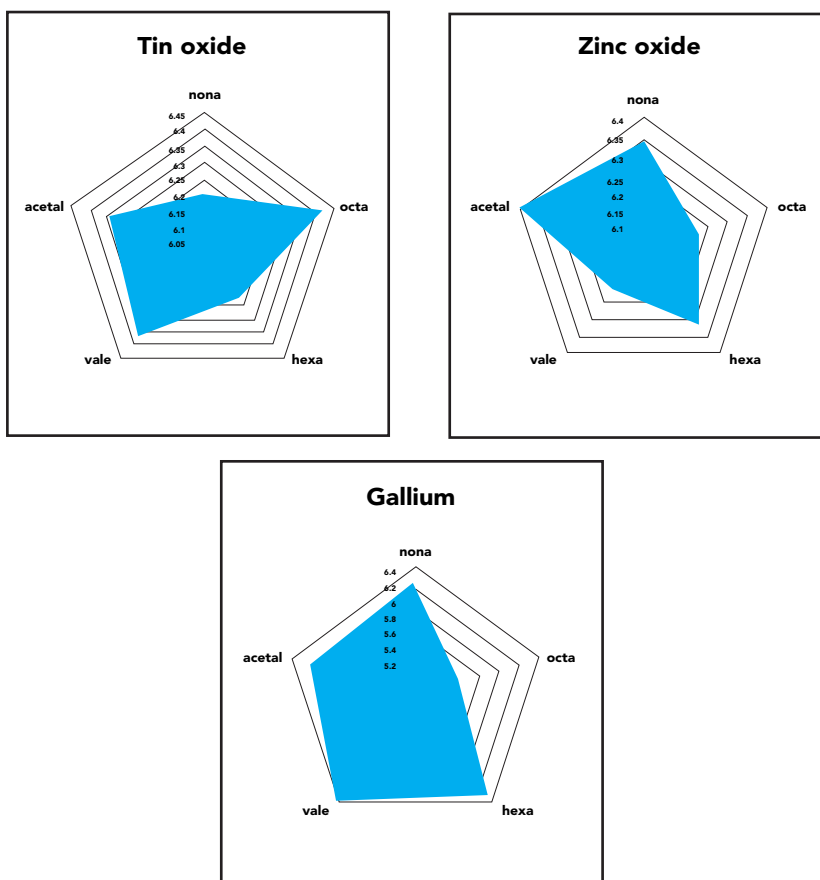 Tin oxide
nona
6.45
6.4
6.35
6.3
6.25
6.2
6.15
6.1
6.05
acetal
octa
vale
hexa
Zinc oxide
nona
6.4
6.35
6.3
6.25
6.2
6.15
6.1
acetal
octa
vale
hexa
Gallium
nona
6.4
6.2
6
5.8
5.6
5.4
5.2
acetal
octa
vale
hexa